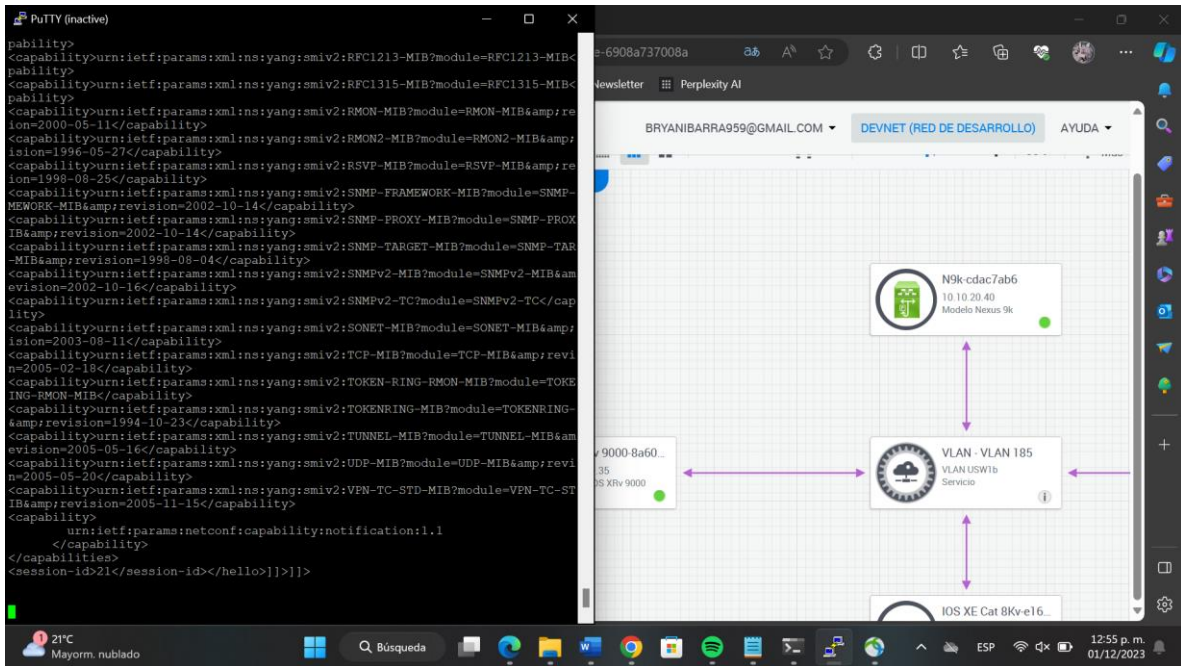 PuTTY (inactive)
pability>
<capability>urn:ietf:params:xml:ns:yang:smiv2:RFC1213-MIB?module=RFC1213-MIB<
pability>
<capability>urn:ietf:params:xml:ns:yang:smiv2:RFC1315-MIB?module=RFC1315-MIB<
pability>
<capability>urn:ietf:params:xml:ns:yang:smiv2:RMON-MIB?module=RMON-MIB&amp;re
ion=2000-05-11</capability>
<capability>urn:ietf:params:xml:ns:yang:smiv2:RMON2-MIB?module=RMON2-MIB&amp;
ision=1996-05-27</capability>
<capability>urn:ietf:params:xml:ns:yang:smiv2:RSVP-MIB?module=RSVP-MIB&amp;re
ion=1998-08-25</capability>
<capability>urn:ietf:params:xml:ns:yang:smiv2:SNMP-FRAMEWORK-MIB?module=SNMP-
MEWORK-MIB&amp;revision=2002-10-14</capability>
<capability>urn:ietf:params:xml:ns:yang:smiv2:SNMP-PROXY-MIB?module=SNMP-PROX
IB&amp;revision=2002-10-14</capability>
<capability>urn:ietf:params:xml:ns:yang:smiv2:SNMP-TARGET-MIB?module=SNMP-TAR
-MIB&amp;revision=1998-08-04</capability>
<capability>urn:ietf:params:xml:ns:yang:smiv2:SNMPv2-MIB?module=SNMPv2-MIB&am
evision=2002-10-16</capability>
<capability>urn:ietf:params:xml:ns:yang:smiv2:SNMPv2-TC?module=SNMPv2-TC</cap
lity>
<capability>urn:ietf:params:xml:ns:yang:smiv2:SONET-MIB?module=SONET-MIB&amp;
ision=2003-08-11</capability>
<capability>urn:ietf:params:xml:ns:yang:smiv2:TCP-MIB?module=TCP-MIB&amp;revi
n=2005-02-18</capability>
<capability>urn:ietf:params:xml:ns:yang:smiv2:TOKEN-RING-RMON-MIB?module=TOKE
ING-RMON-MIB</capability>
<capability>urn:ietf:params:xml:ns:yang:smiv2:TOKENRING-MIB?module=TOKENRING-
&amp;revision=1994-10-23</capability>
<capability>urn:ietf:params:xml:ns:yang:smiv2:TUNNEL-MIB?module=TUNNEL-MIB&am
evision=2005-05-16</capability>
<capability>urn:ietf:params:xml:ns:yang:smiv2:UDP-MIB?module=UDP-MIB&amp;revi
n=2005-05-20</capability>
<capability>urn:ietf:params:xml:ns:yang:smiv2:VPN-TC-STD-MIB?module=VPN-TC-ST
IB&amp;revision=2005-11-15</capability>
<capability>
urn:ietf:params:netconf:capability:notification:1.1
</capability>
</capabilities>
<session-id>21</session-id></hello>]]>]]>
e-6908a737008a
Newsletter
Perplexity AI
BRYANIBARRA959@GMAIL.COM
DEVNET (RED DE DESARROLLO)
AYUDA
N9k-cdac7ab6
10.10.20.40
Modelo Nexus 9k
v 9000-8a60...
.35
OS XRv 9000
VLAN - VLAN 185
VLAN USW1b
Servicio
IOS XE Cat 8Kv-e16...
1
21°C
Mayorm. nublado
Búsqueda
ESP
12:55 p. m.
01/12/2023